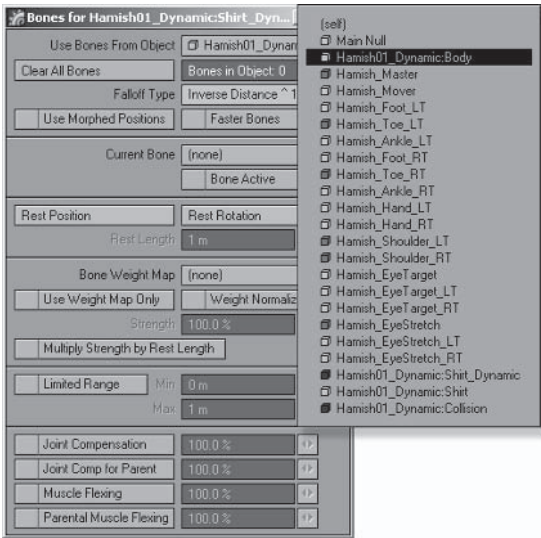 Bones for Hamish01_Dynamic:Shirt_Dyn...
Use Bones From Object Hamish01_Dynan
Clear All Bones Bones in Object: 0
Falloff Type Inverse Distance ^ 1
Use Morphed Positions Faster Bones
Current Bone (none)
Bone Active
Rest Position Rest Rotation
Rest Length 1 m
Bone Weight Map (none)
Use Weight Map Only Weight Normaliz
Strength 100.0 %
Multiply Strength by Rest Length
Limited Range Min 0 m
Max 1 m
Joint Compensation 100.0 %
Joint Comp for Parent 100.0 %
Muscle Flexing 100.0 %
Parental Muscle Flexing 100.0 %
(self)
Main Null
Hamish01_Dynamic:Body
Hamish_Master
Hamish_Mover
Hamish_Foot_LT
Hamish_Toe_LT
Hamish_Ankle_LT
Hamish_Foot_RT
Hamish_Toe_RT
Hamish_Ankle_RT
Hamish_Hand_LT
Hamish_Hand_RT
Hamish_Shoulder_LT
Hamish_Shoulder_RT
Hamish_EyeTarget
Hamish_EyeTarget_LT
Hamish_EyeTarget_RT
Hamish_EyeStretch
Hamish_EyeStretch_LT
Hamish_EyeStretch_RT
Hamish01_Dynamic:Shirt_Dynamic
Hamish01_Dynamic:Shirt
Hamish01_Dynamic:Collision